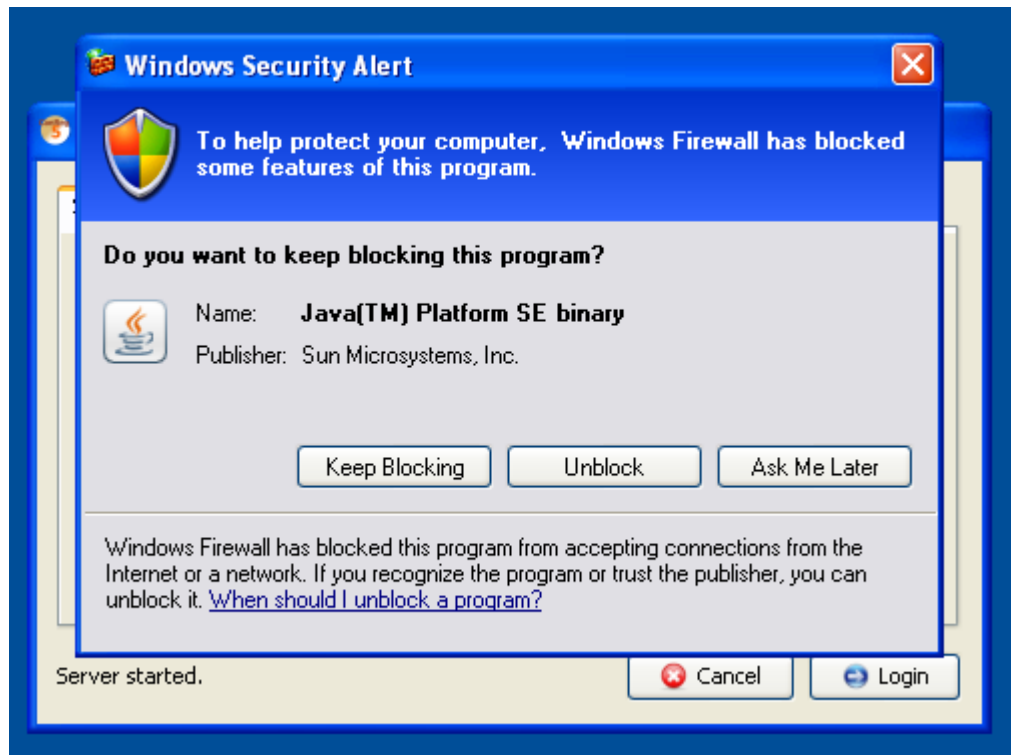 Windows Security Alert
To help protect your computer, Windows Firewall has blocked
some features of this program.
Do you want to keep blocking this program?
Name: Java(TM) Platform SE binary
Publisher: Sun Microsystems, Inc.
Keep Blocking Unblock Ask Me Later
Windows Firewall has blocked this program from accepting connections from the
Internet or a network. If you recognize the program or trust the publisher, you can
unblock it. When should I unblock a program?
Server started. Cancel Login